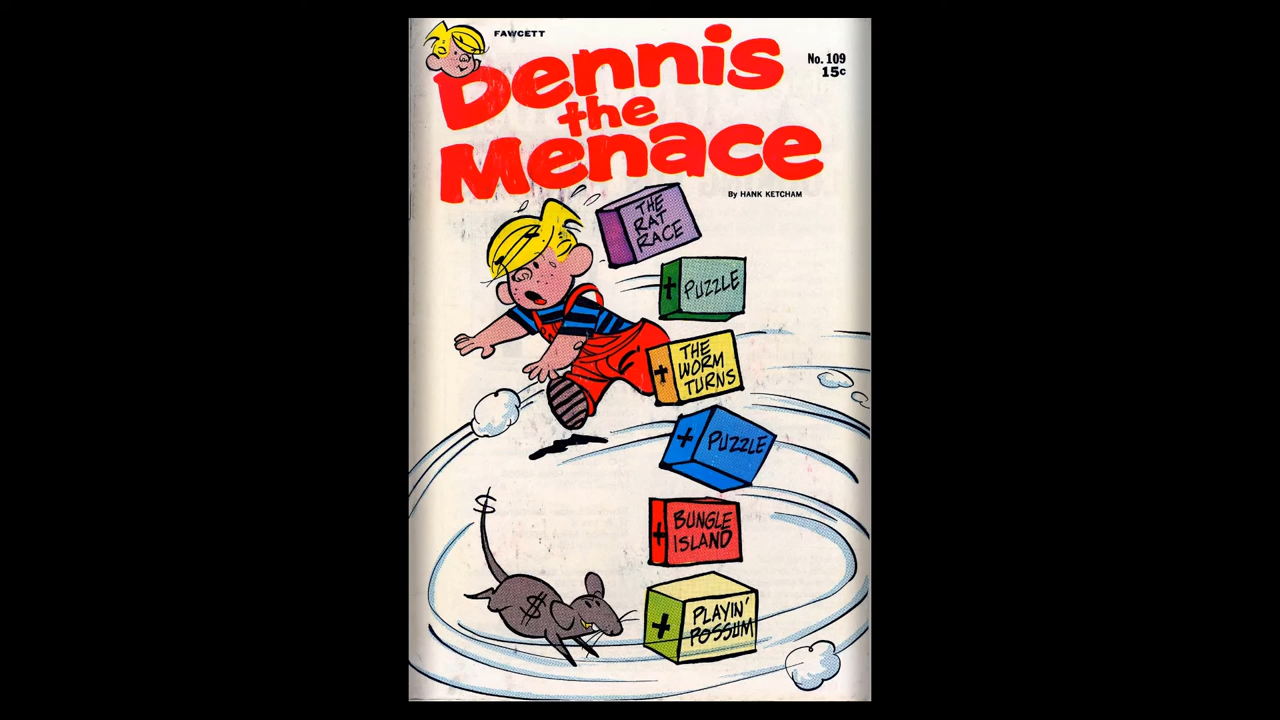 FAWCETT
Dennis
the
Menace
No. 109
15c
By HANK KETCHAM
THE
RAT
RACE
+ PUZZLE
+ THE
WORM
TURNS
+ PUZZLE
+ BUNGLE
ISLAND
+ PLAYIN'
POSSUM
$
$